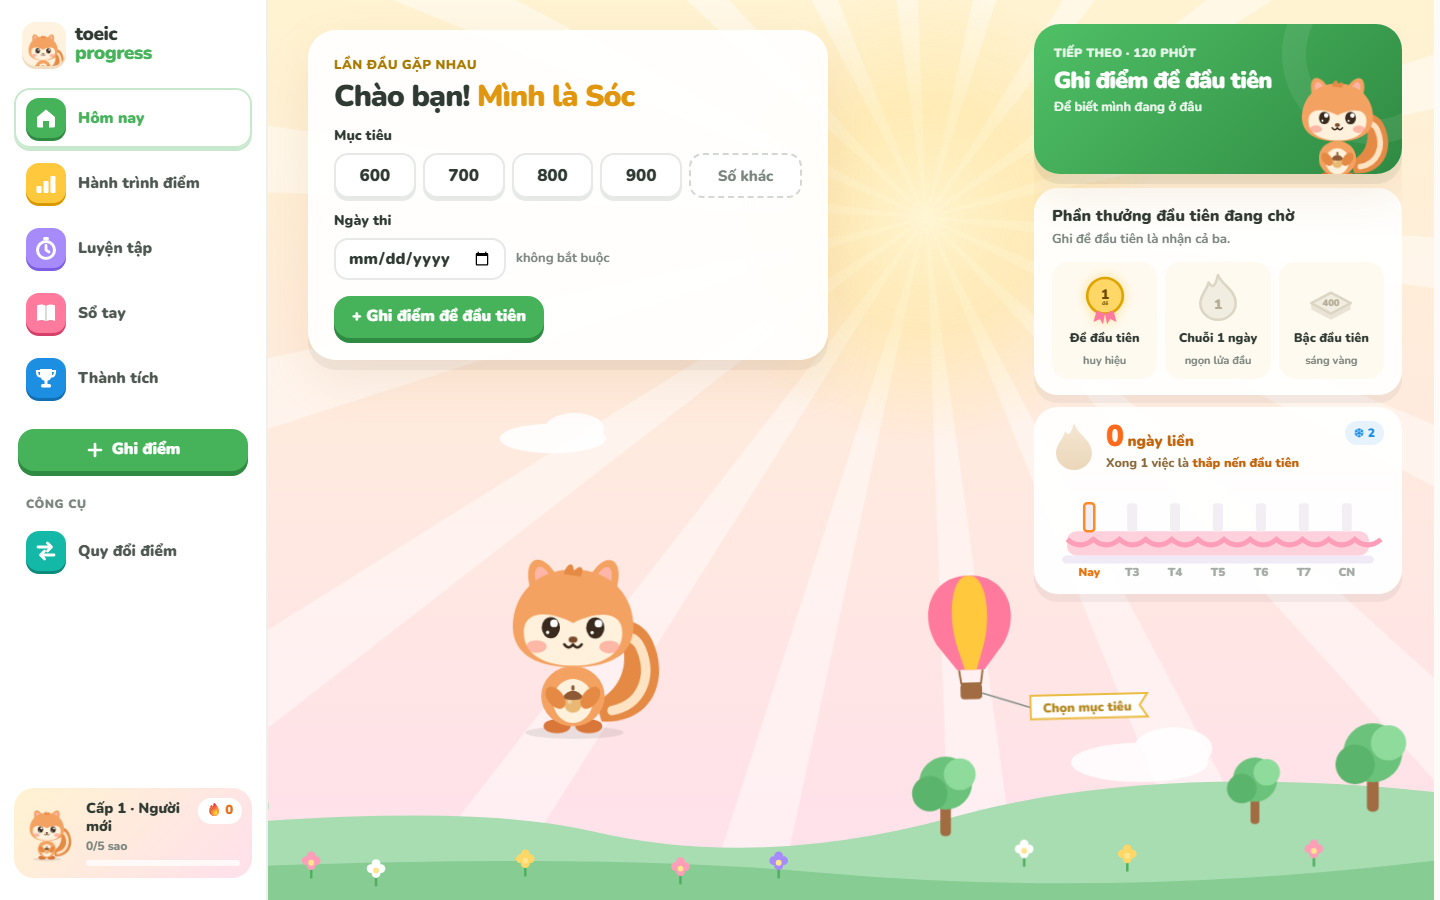 toeic
progress
Hôm nay
Hành trình điểm
Luyện tập
Sổ tay
Thành tích
+ Ghi điểm
CÔNG CỤ
Quy đổi điểm
Cấp 1 · Người
mới
0
0/5 sao
LẦN ĐẦU GẶP NHAU
Chào bạn! Mình là Sóc
Mục tiêu
600 700 800 900 Số khác
Ngày thi
mm/dd/yyyy không bắt buộc
+ Ghi điểm đề đầu tiên
Chọn mục tiêu
TIẾP THEO · 120 PHÚT
Ghi điểm đề đầu tiên
Để biết mình đang ở đâu
Phần thưởng đầu tiên đang chờ
Ghi đề đầu tiên là nhận cả ba.
1
đề
1
400
Đề đầu tiên Chuỗi 1 ngày Bậc đầu tiên
huy hiệu ngọn lửa đầu sáng vàng
0 ngày liền
2
Xong 1 việc là thắp nến đầu tiên
Nay T3 T4 T5 T6 T7 CN